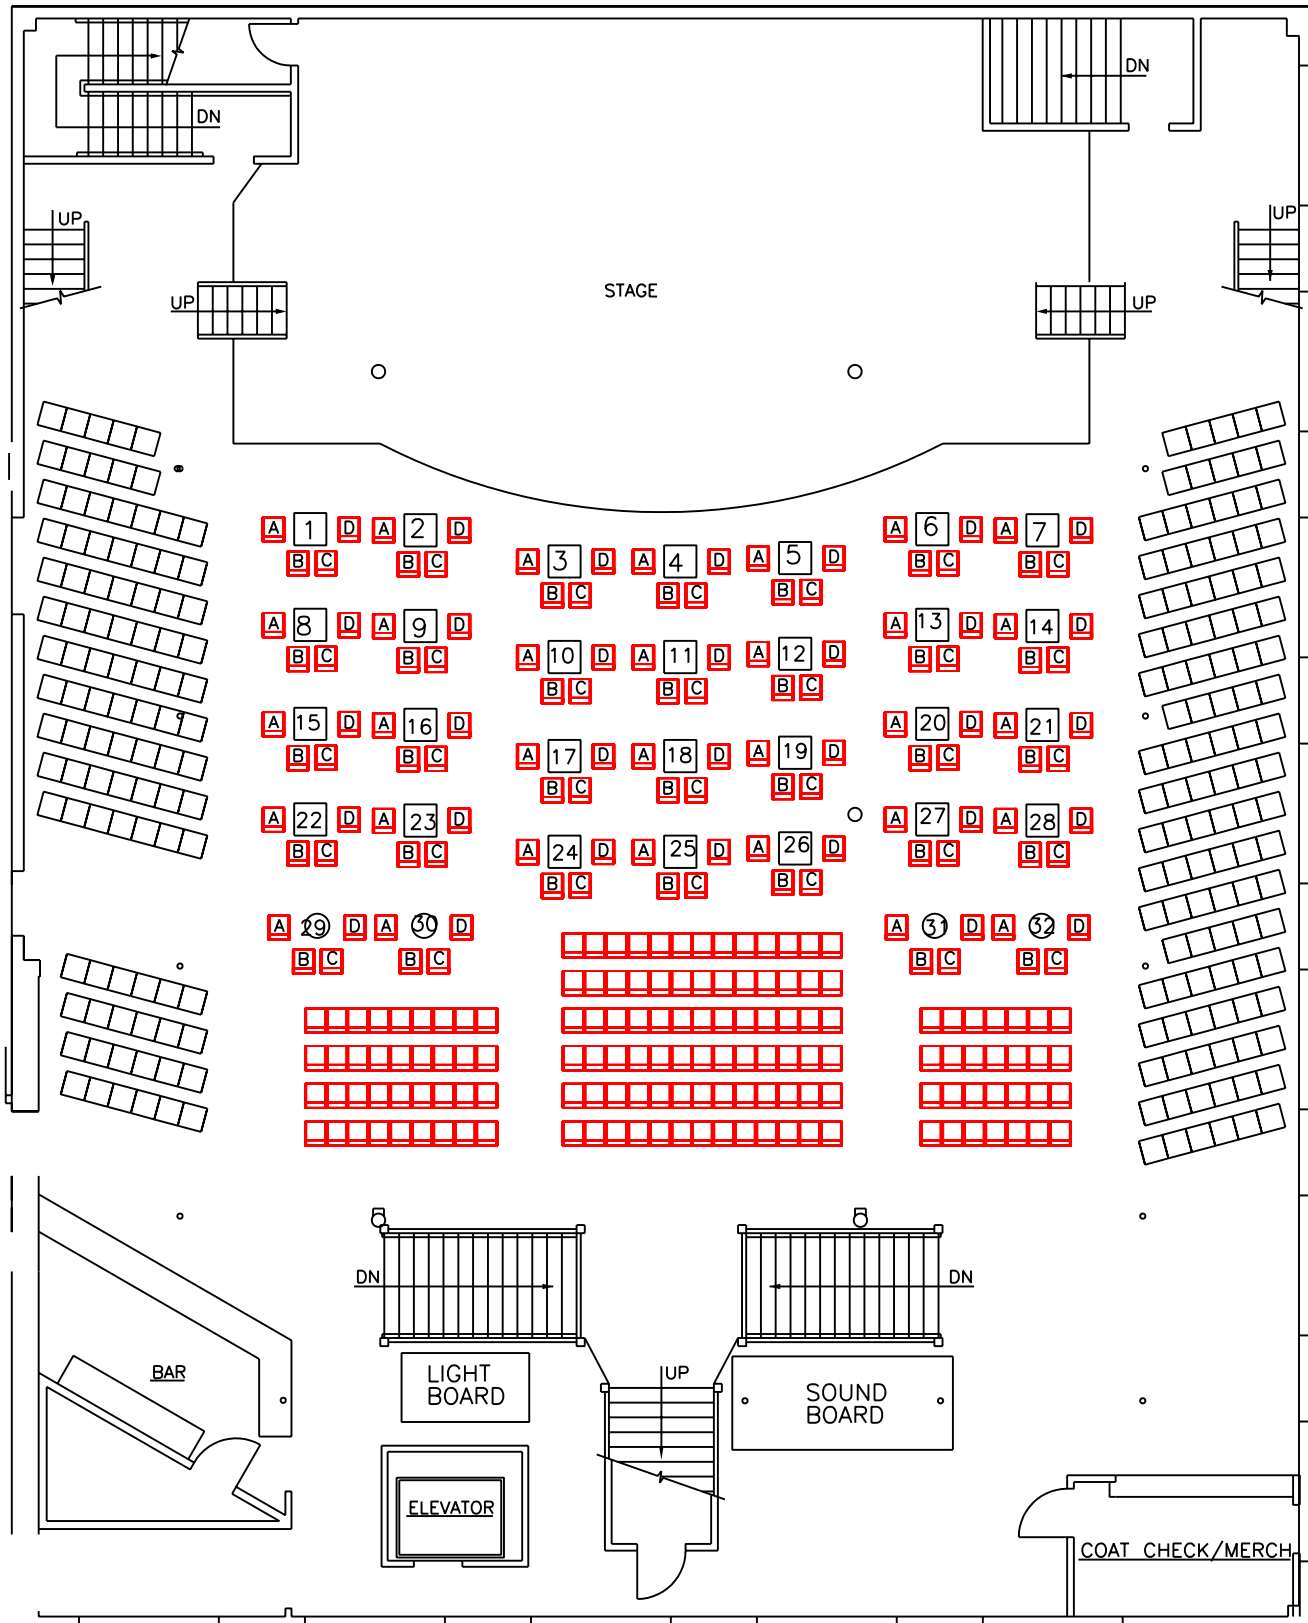 DN
DN
UP
UP
STAGE
UP
UP
A 1 D A 2 D A 6 D A 7 D
B C B C B C B C
A 3 D A 4 D A 5 D
B C B C B C
A 8 D A 9 D A 13 D A 14 D
B C B C B C B C
A 10 D A 11 D A 12 D
B C B C B C
A 15 D A 16 D A 20 D A 21 D
B C B C B C B C
A 17 D A 18 D A 19 D
B C B C B C
A 22 D A 23 D A 27 D A 28 D
B C B C B C B C
A 24 D A 25 D A 26 D
B C B C B C
A 29 D A 30 D A 31 D A 32 D
B C B C B C B C
DN
DN
BAR
LIGHT
BOARD
UP
SOUND
BOARD
ELEVATOR
COAT CHECK/MERCH